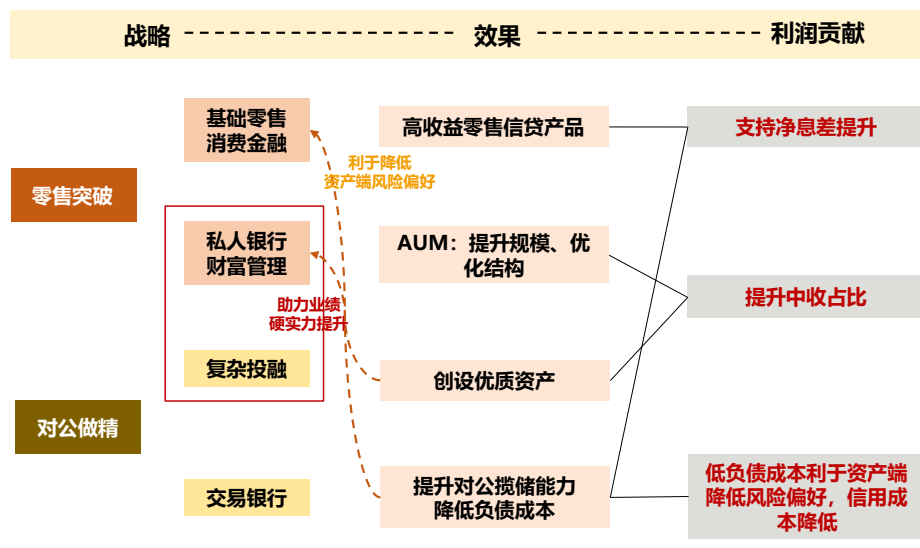 战略
效果
利润贡献
零售突破
对公做精
基础零售
消费金融
私人银行
财富管理
复杂投融
交易银行
利于降低
资产端风险偏好
助力业绩
硬实力提升
高收益零售信贷产品
AUM：提升规模、优
化结构
创设优质资产
提升对公揽储能力
降低负债成本
支持净息差提升
提升中收占比
低负债成本利于资产端
降低风险偏好，信用成
本降低